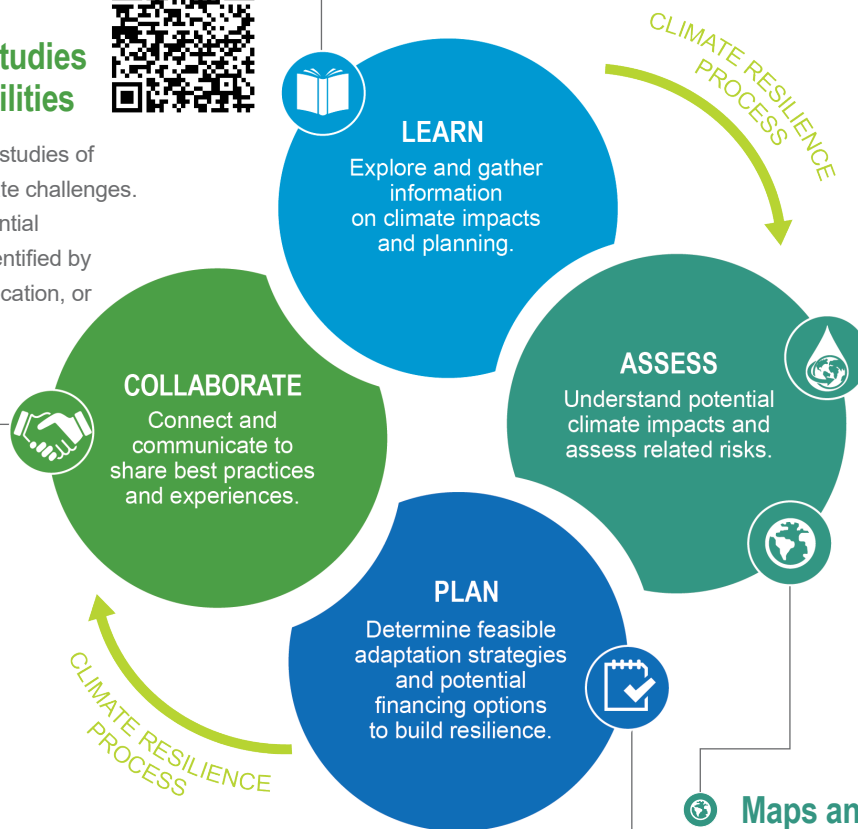 tudies
ilities
studies of
te challenges.
ntial
entified by
cation, or
CLIMATE RESILIENCE
PROCESS
LEARN
Explore and gather
information
on climate impacts
and planning.
ASSESS
Understand potential
climate impacts and
assess related risks.
COLLABORATE
Connect and
communicate to
share best practices
and experiences.
PLAN
Determine feasible
adaptation strategies
and potential
financing options
to build resilience.
CLIMATE RESILIENCE
PROCESS
Maps an